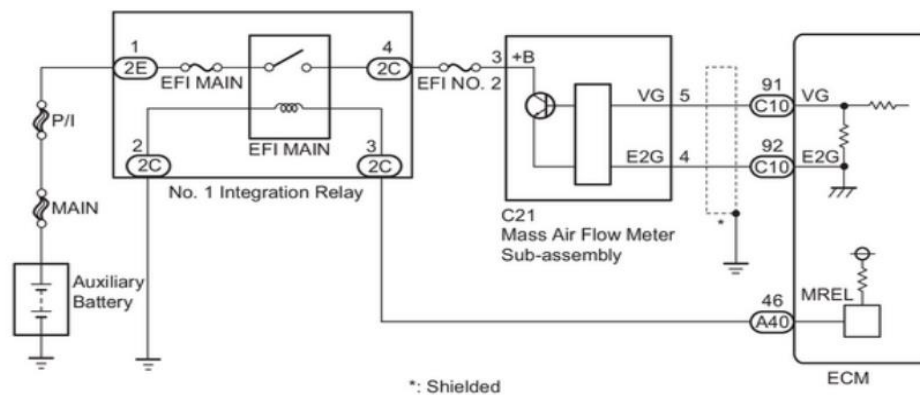 1
2E
EFI MAIN
4
2C
EFI NO. 2
3
+B
VG
5
91
C10
VG
P/I
2
2C
EFI MAIN
3
2C
E2G
4
92
C10
E2G
No. 1 Integration Relay
MAIN
C21
Mass Air Flow Meter
Sub-assembly
*
Auxiliary
Battery
46
A40
MREL
ECM
*: Shielded